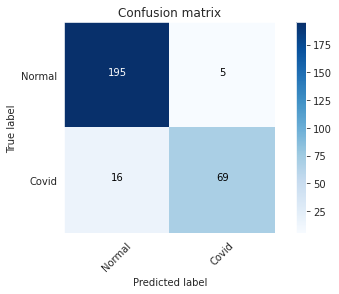 Confusion matrix
True label
Normal
Covid
195
5
16
69
Normal
Covid
Predicted label
175
150
125
100
75
50
25